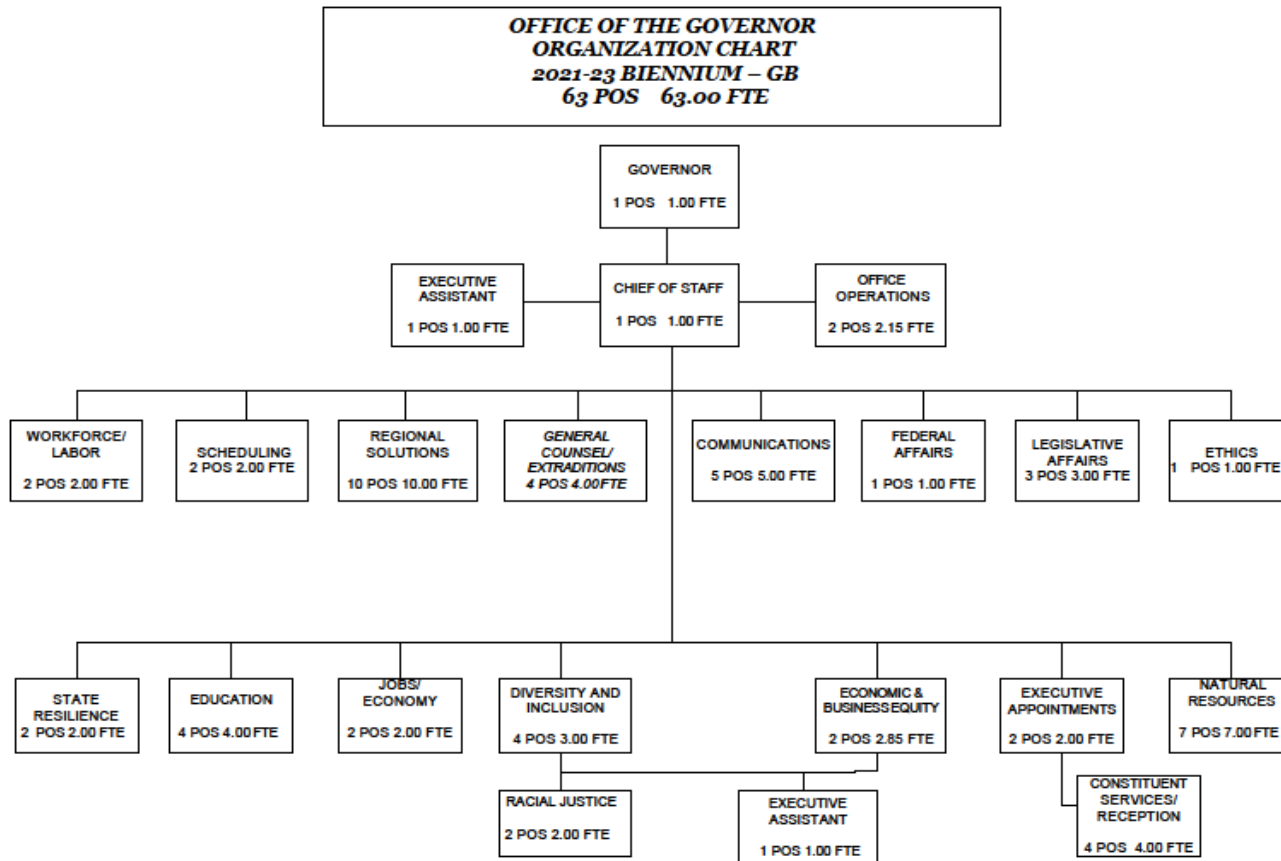 OFFICE OF THE GOVERNOR
ORGANIZATION CHART
2021-23 BIENNIUM – GB
63 POS 63.00 FTE
GOVERNOR
1 POS 1.00 FTE
EXECUTIVE
ASSISTANT
1 POS 1.00 FTE
CHIEF OF STAFF
1 POS 1.00 FTE
OFFICE
OPERATIONS
2 POS 2.15 FTE
WORKFORCE/
LABOR
2 POS 2.00 FTE
SCHEDULING
2 POS 2.00 FTE
REGIONAL
SOLUTIONS
10 POS 10.00 FTE
GENERAL
COUNSEL/
EXTRADITIONS
4 POS 4.00 FTE
COMMUNICATIONS
5 POS 5.00 FTE
FEDERAL
AFFAIRS
1 POS 1.00 FTE
LEGISLATIVE
AFFAIRS
3 POS 3.00 FTE
ETHICS
1 POS 1.00 FTE
STATE
RESILIENCE
2 POS 2.00 FTE
EDUCATION
4 POS 4.00 FTE
JOBS/
ECONOMY
2 POS 2.00 FTE
DIVERSITY AND
INCLUSION
4 POS 3.00 FTE
ECONOMIC &
BUSINESS EQUITY
2 POS 2.85 FTE
EXECUTIVE
APPOINTMENTS
2 POS 2.00 FTE
NATURAL
RESOURCES
7 POS 7.00 FTE
RACIAL JUSTICE
2 POS 2.00 FTE
EXECUTIVE
ASSISTANT
1 POS 1.00 FTE
CONSTITUENT
SERVICES/
RECEPTION
4 POS 4.00 FTE